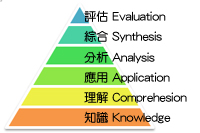 評估 Evaluation
綜合 Synthesis
分析 Analysis
應用 Application
理解 Comprehesion
知識 Knowledge